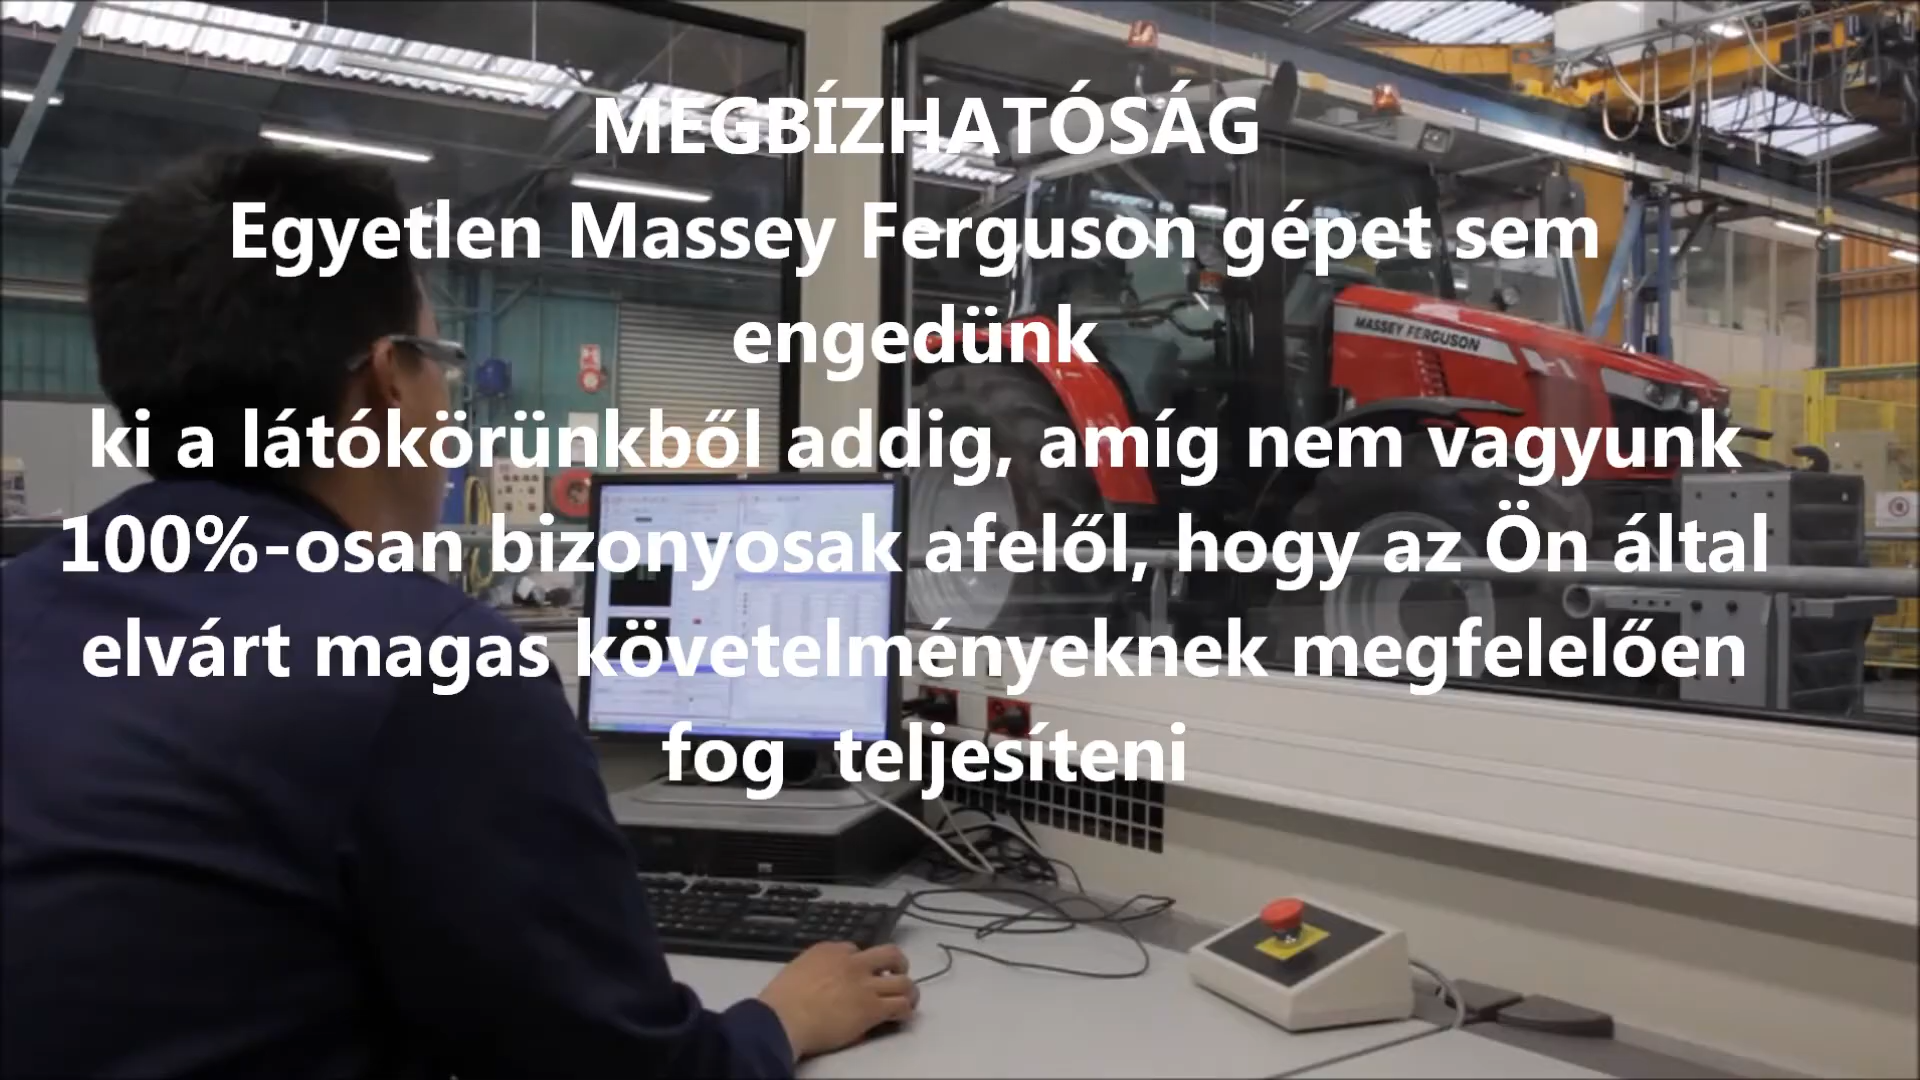 MEGBÍZHATÓSÁG
Egyetlen Massey Ferguson gépet sem
engedünk
ki a látókörünkből addig, amíg nem vagyunk
100%-osan bizonyosak afelől, hogy az Ön által
elvárt magas követelményeknek megfelelően
fog  teljesíteni
MASSEY FERGUSON